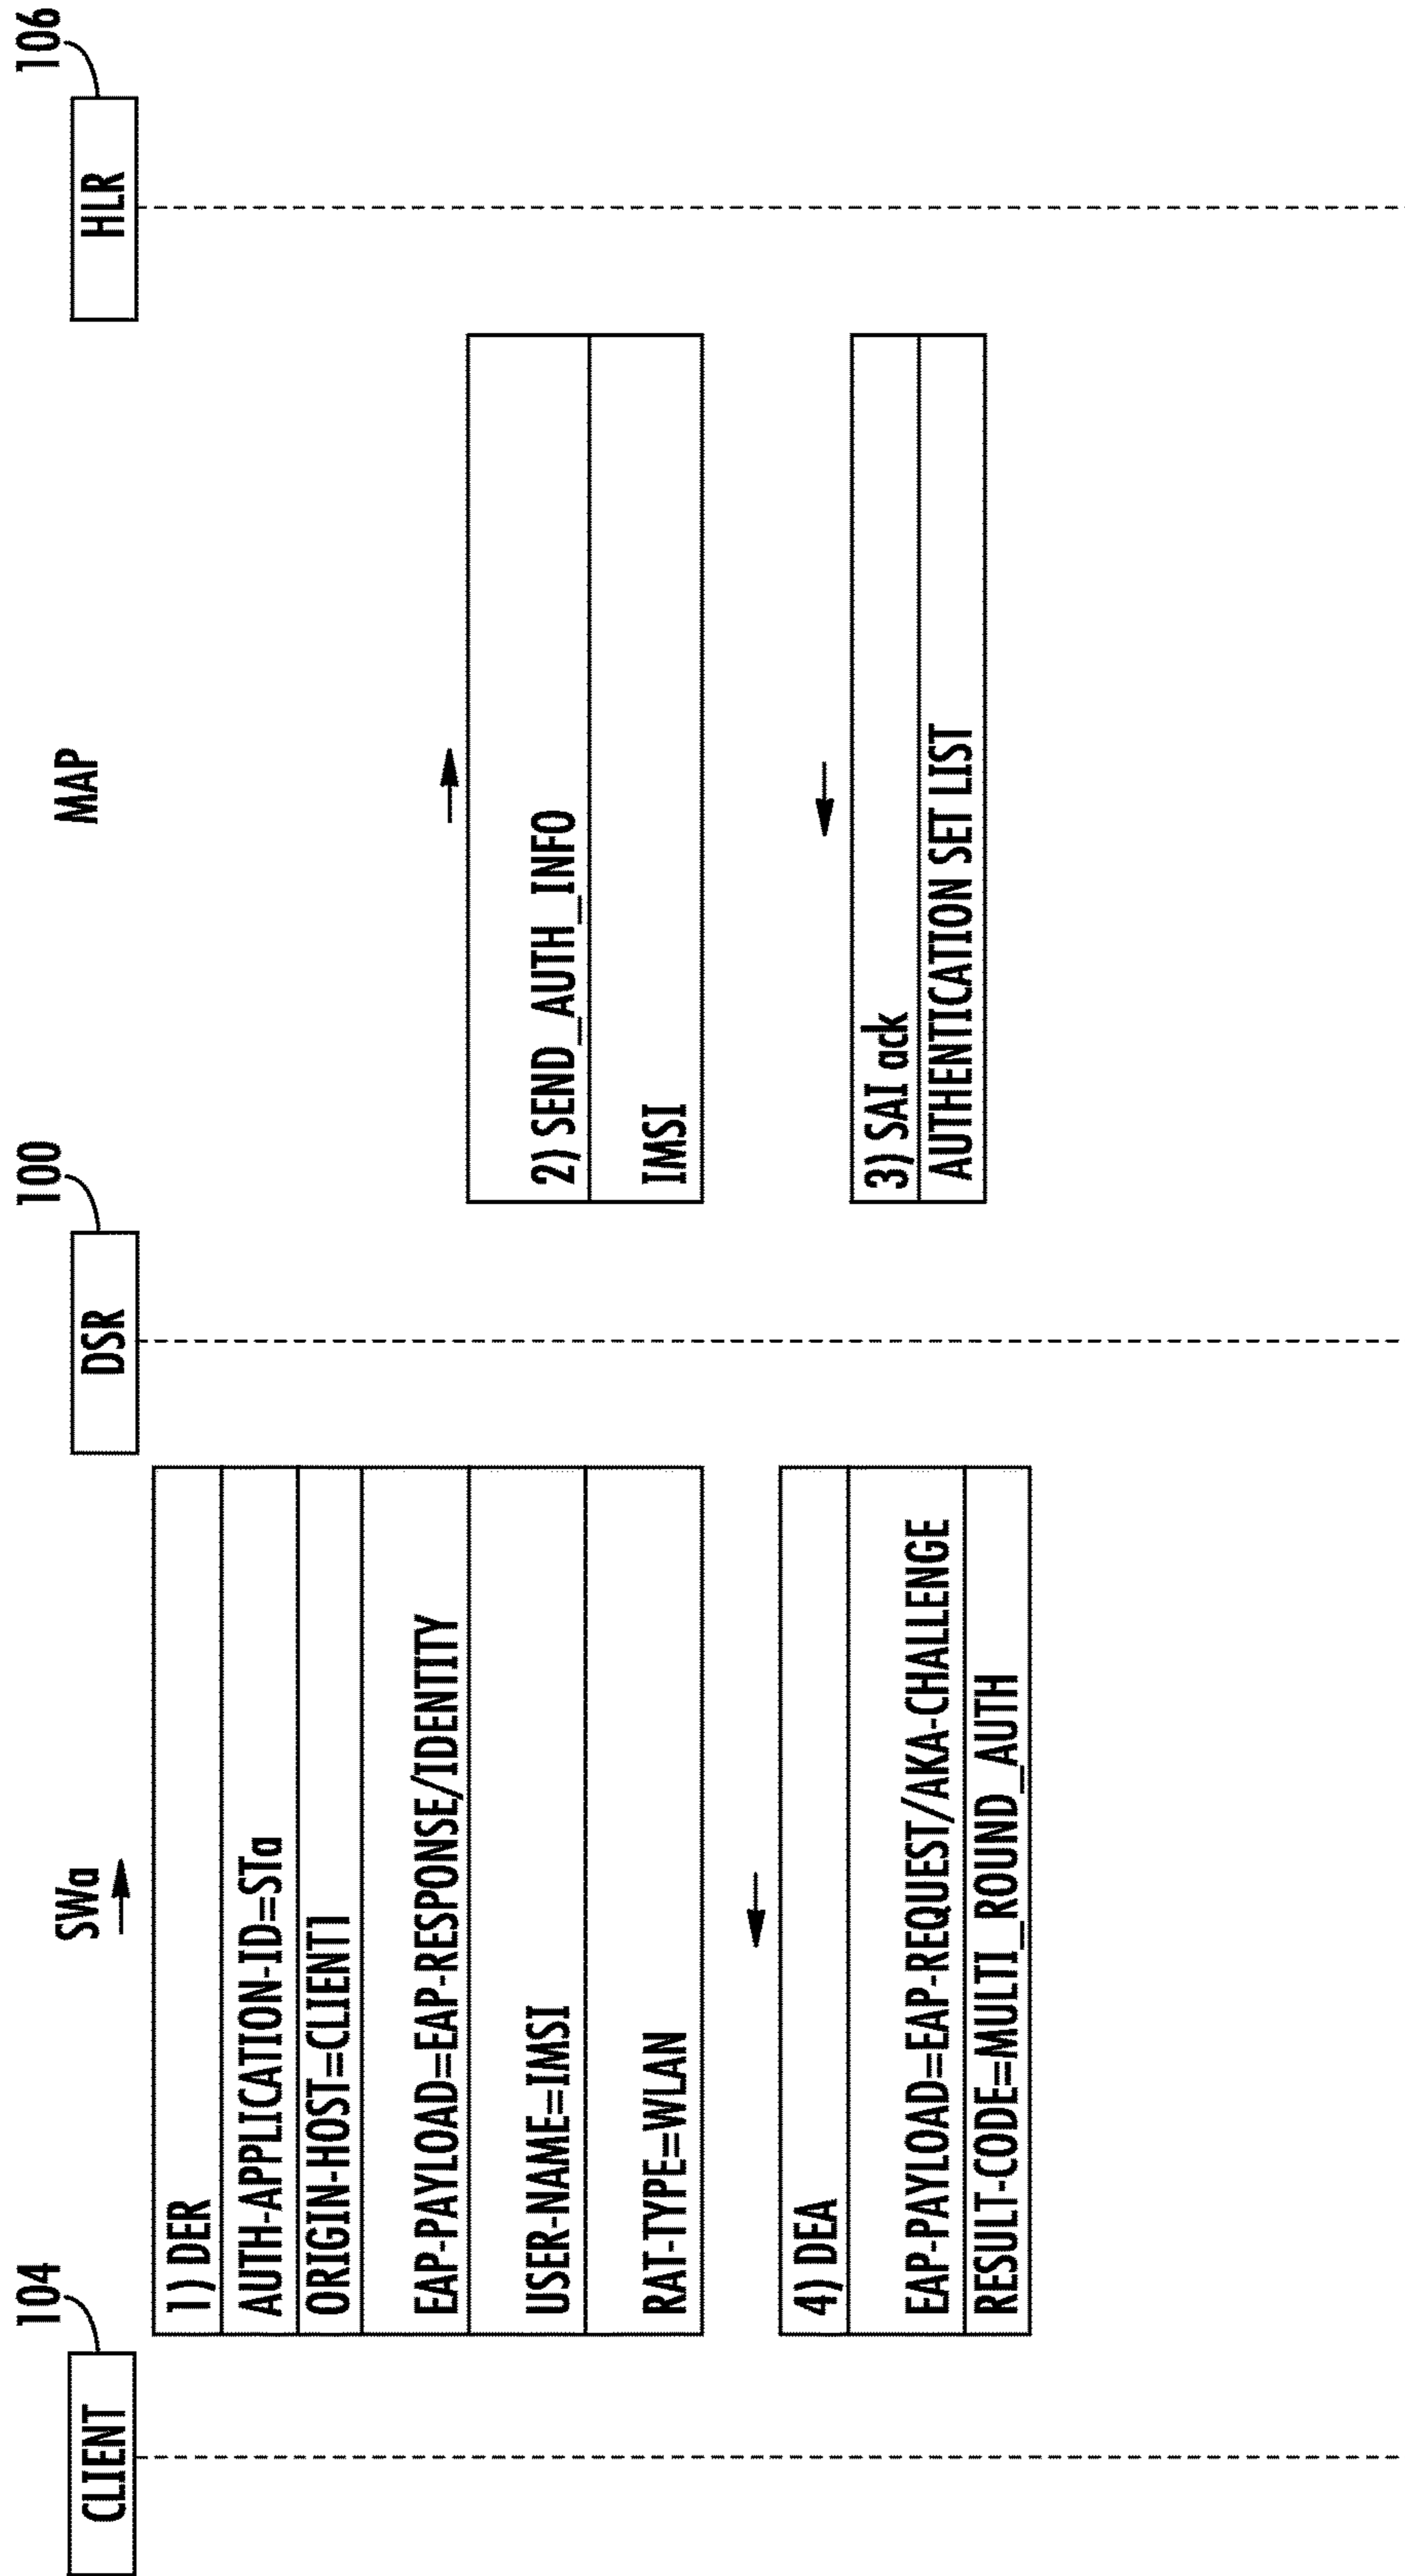 104
CLIENT
SWa
100
DSR
MAP
106
HLR
1) DER
AUTH-APPLICATION-ID=STa
ORIGIN-HOST=CLIENT1
EAP-PAYLOAD=EAP-RESPONSE/IDENTITY
USER-NAME=IMSI
RAT-TYPE=WLAN
2) SEND_AUTH_INFO
IMSI
3) SAI ack
AUTHENTICATION SET LIST
4) DEA
EAP-PAYLOAD=EAP-REQUEST/AKA-CHALLENGE
RESULT-CODE=MULTI_ROUND_AUTH